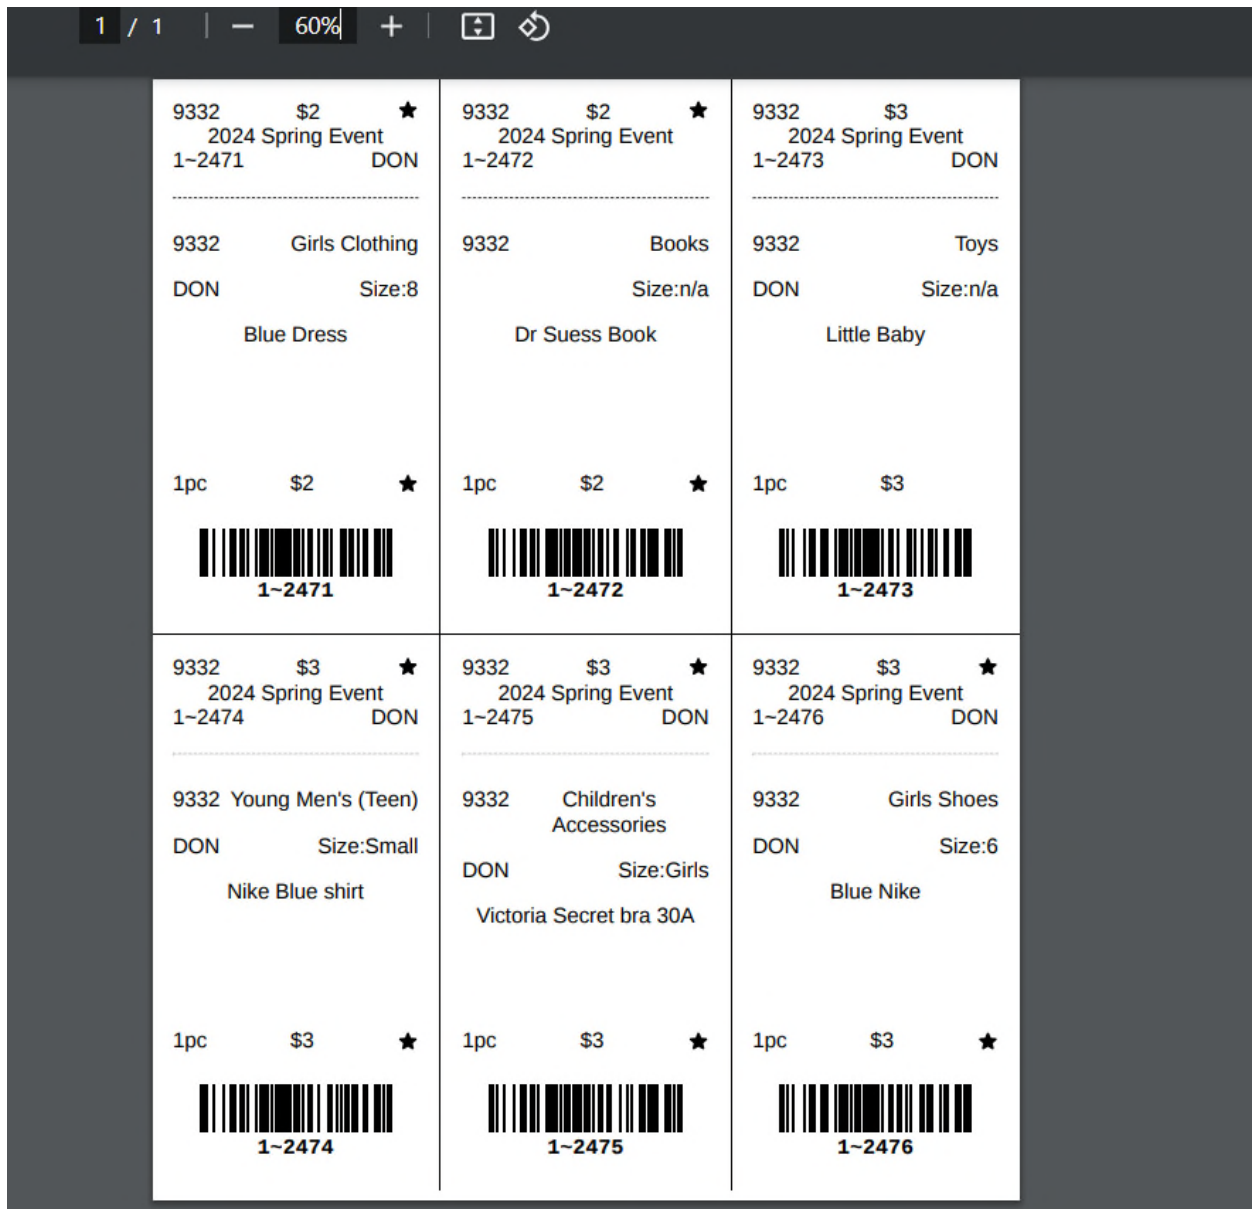 1 / 1 60%
9332 $2 ★
2024 Spring Event
1~2471 DON
9332 Girls Clothing
DON Size:8
Blue Dress
1pc $2 ★
1~2471
9332 $2 ★
2024 Spring Event
1~2472
9332 Books
Size:n/a
Dr Suess Book
1pc $2 ★
1~2472
9332 $3
2024 Spring Event
1~2473 DON
9332 Toys
DON Size:n/a
Little Baby
1pc $3
1~2473
9332 $3 ★
2024 Spring Event
1~2474 DON
9332 Young Men's (Teen)
DON Size:Small
Nike Blue shirt
1pc $3 ★
1~2474
9332 $3 ★
2024 Spring Event
1~2475 DON
9332 Children's
Accessories
DON Size:Girls
Victoria Secret bra 30A
1pc $3 ★
1~2475
9332 $3 ★
2024 Spring Event
1~2476 DON
9332 Girls Shoes
DON Size:6
Blue Nike
1pc $3 ★
1~2476